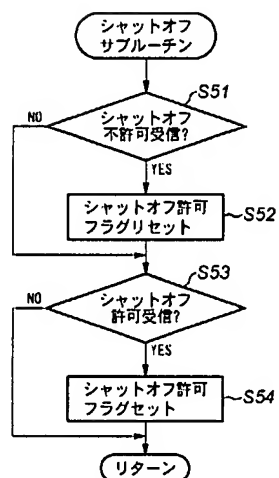 シャットオフ
サブルーチン
S51
シャットオフ
不許可受信?
NO
YES
シャットオフ許可
フラグリセット
S52
S53
シャットオフ
許可受信?
NO
YES
シャットオフ許可
フラグセット
S54
リターン